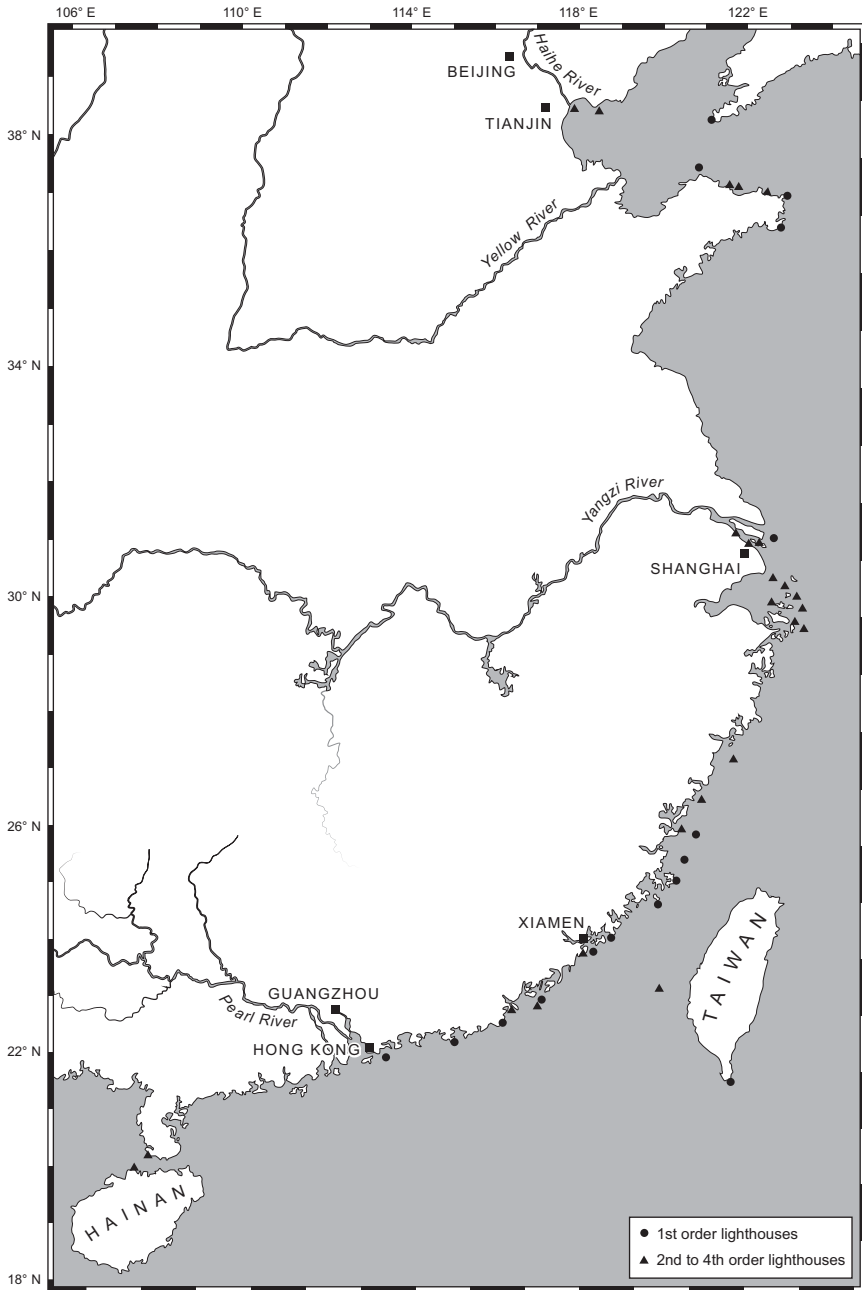 106° E 110° E 114° E 118° E 122° E
Haihe River
BEIJING
TIANJIN
38° N
Yellow River
34° N
Yangzi River
SHANGHAI
30° N
26° N
XIAMEN
TAIWAN
GUANGZHOU
Pearl River
HONG KONG
22° N
HAINAN
1st order lighthouses
2nd to 4th order lighthouses
18° N